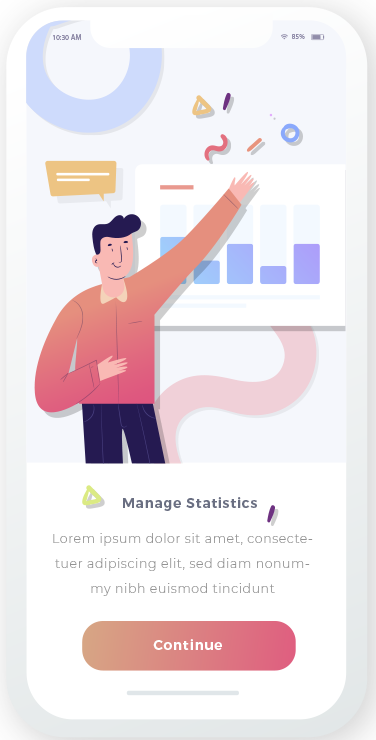 10:30 AM
85%
Manage Statistics
Lorem ipsum dolor sit amet, consecte-
tuer adipiscing elit, sed diam nonum-
my nibh euismod tincidunt
Continue